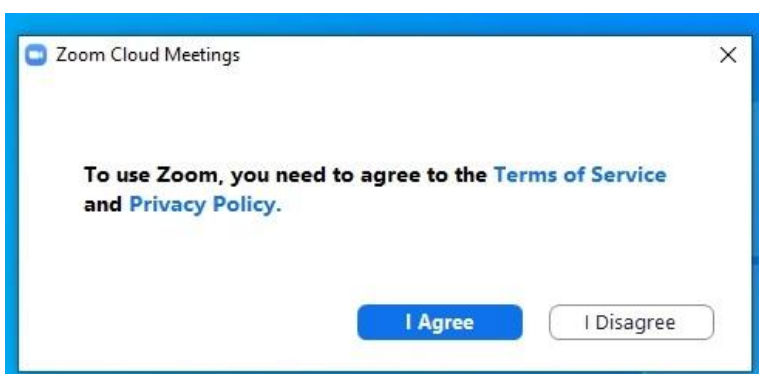 Zoom Cloud Meetings
To use Zoom, you need to agree to the Terms of Service
and Privacy Policy.
I Agree
I Disagree